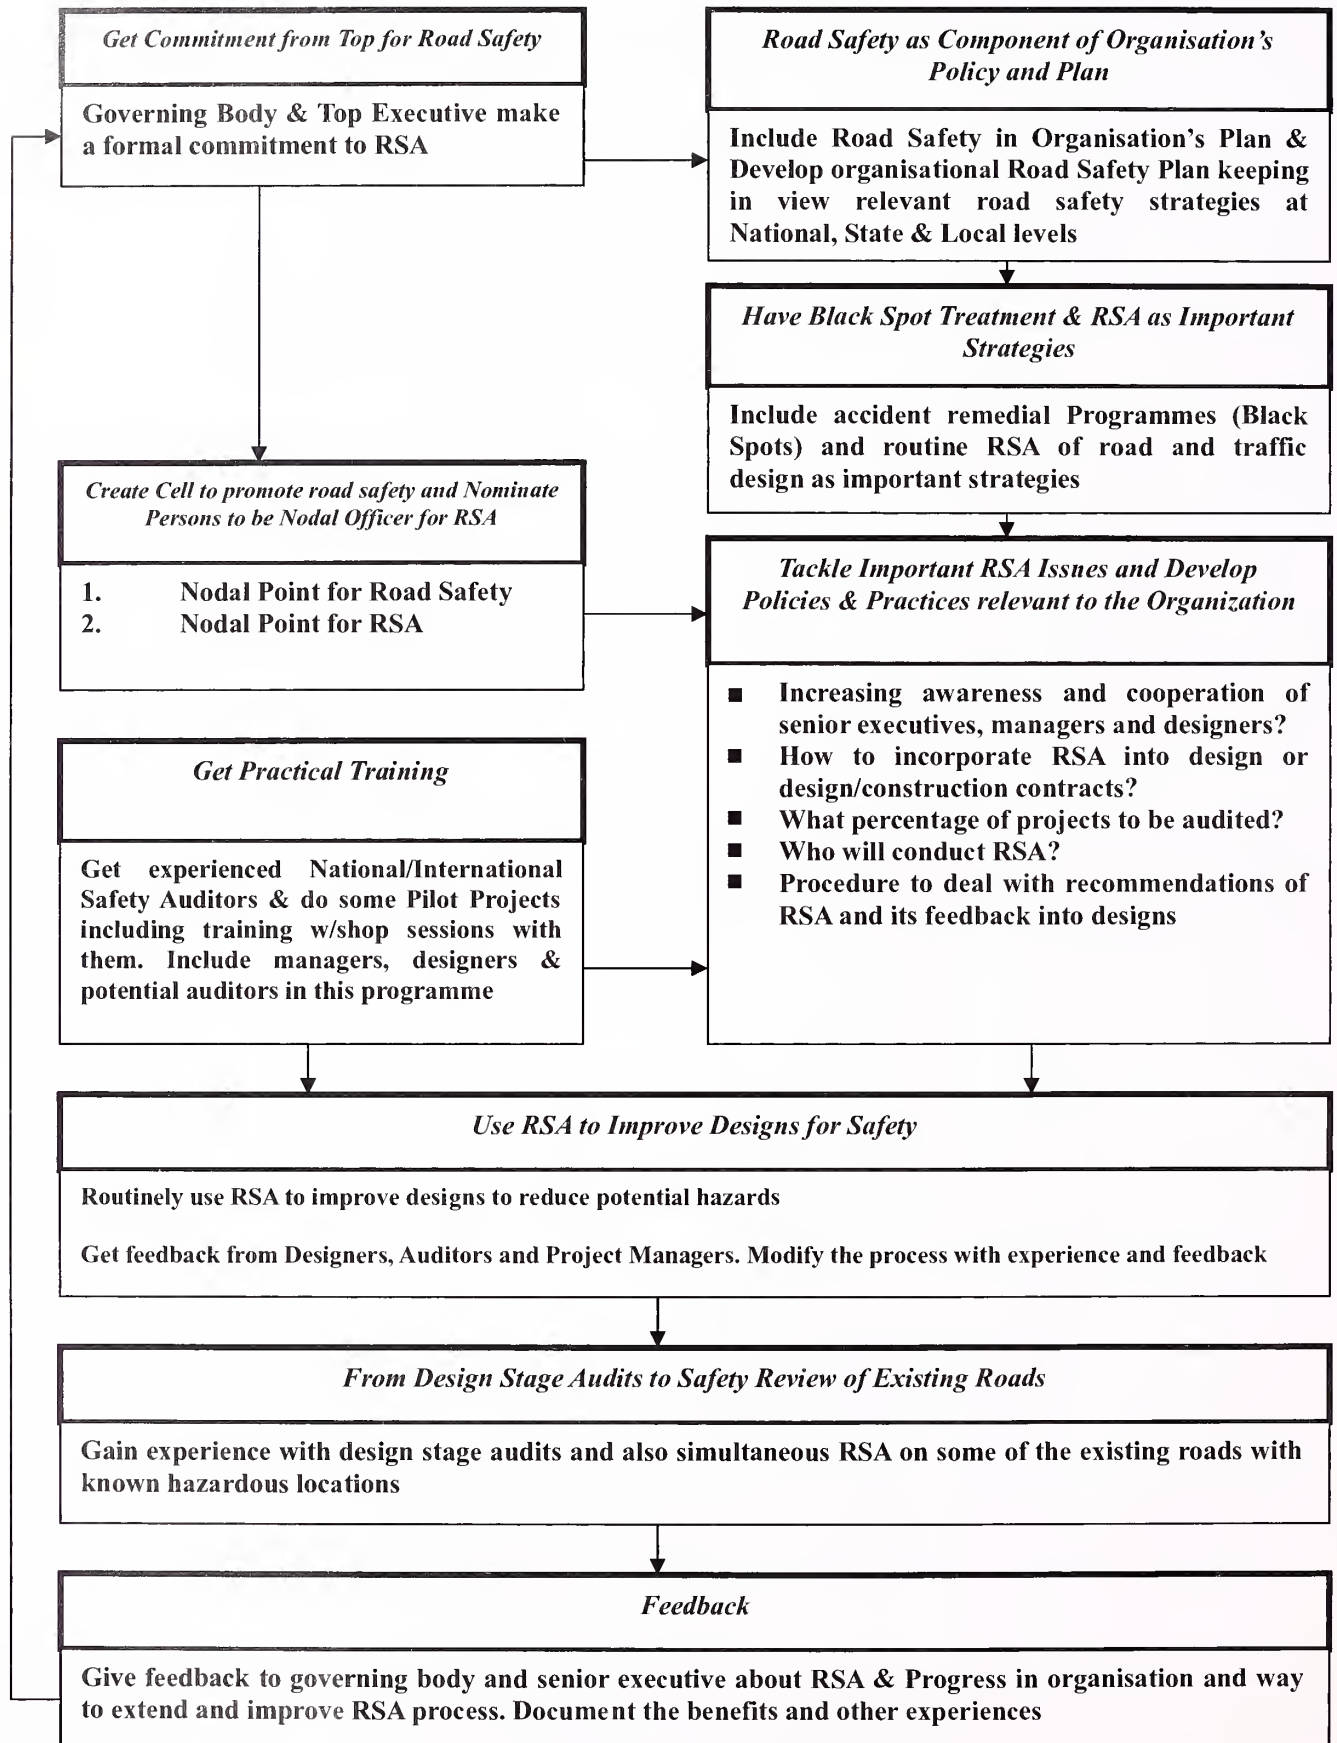 Get Commitment from Top for Road Safety
Governing Body & Top Executive make
a formal commitment to RSA
Road Safety as Component of Organisation's
Policy and Plan
Include Road Safety in Organisation's Plan &
Develop organisational Road Safety Plan keeping
in view relevant road safety strategies at
National, State & Local levels
Have Black Spot Treatment & RSA as Important
Strategies
Include accident remedial Programmes (Black
Spots) and routine RSA of road and traffic
design as important strategies
Create Cell to promote road safety and Nominate
Persons to be Nodal Officer for RSA
1. Nodal Point for Road Safety
2. Nodal Point for RSA
Tackle Important RSA Issnes and Develop
Policies & Practices relevant to the Organization
■ Increasing awareness and cooperation of
senior executives, managers and designers?
■ How to incorporate RSA into design or
design/construction contracts?
■ What percentage of projects to be audited?
■ Who will conduct RSA?
■ Procedure to deal with recommendations of
RSA and its feedback into designs
Get Practical Training
Get experienced National/International
Safety Auditors & do some Pilot Projects
including training w/shop sessions with
them. Include managers, designers &
potential auditors in this programme
Use RSA to Improve Designs for Safety
Routinely use RSA to improve designs to reduce potential hazards
Get feedback from Designers, Auditors and Project Managers. Modify the process with experience and feedback
From Design Stage Audits to Safety Review of Existing Roads
Gain experience with design stage audits and also simultaneous RSA on some of the existing roads with
known hazardous locations
Feedback
Give feedback to governing body and senior executive about RSA & Progress in organisation and way
to extend and improve RSA process. Document the benefits and other experiences